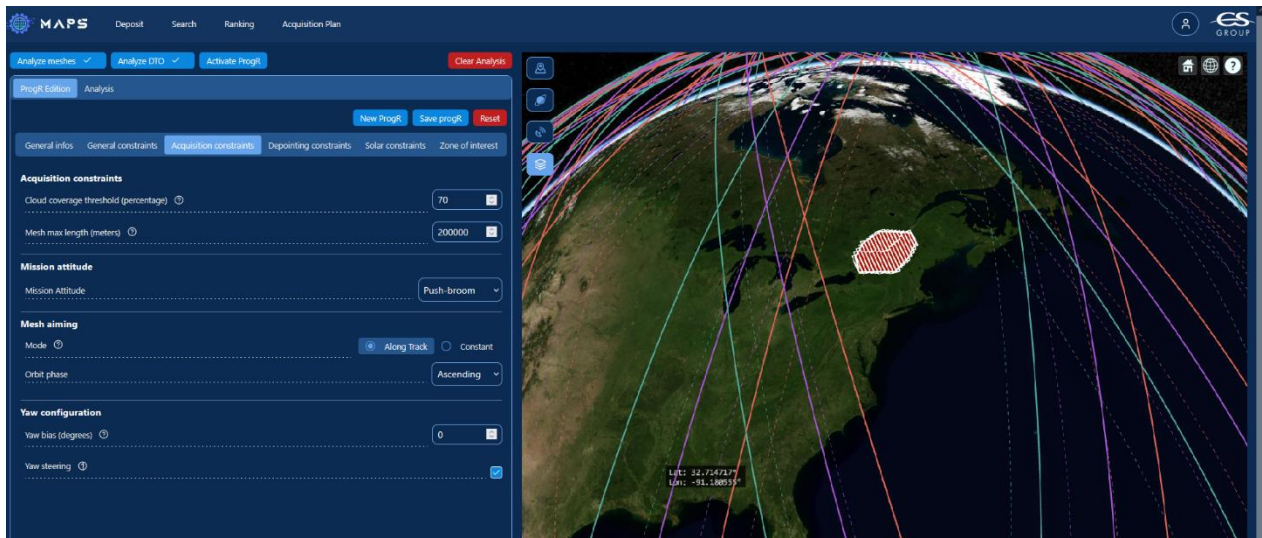 MAPS Deposit Search Ranking Acquisition Plan
CS
GROUP
Analyze meshes Analyze DTO Activate ProgR Clear Analysis
ProgR Edition Analysis
New ProgR Save progR Reset
General infos General constraints Acquisition constraints Depointing constraints Solar constraints Zone of interest
Acquisition constraints
Cloud coverage threshold (percentage) 70
Mesh max length (meters) 200000
Mission attitude
Mission Attitude Push-broom
Mesh aiming
Mode Along Track Constant
Orbit phase Ascending
Yaw configuration
Yaw bias (degrees) 0
Yaw steering
Lat: 32.714717°
Lon: -91.180555°